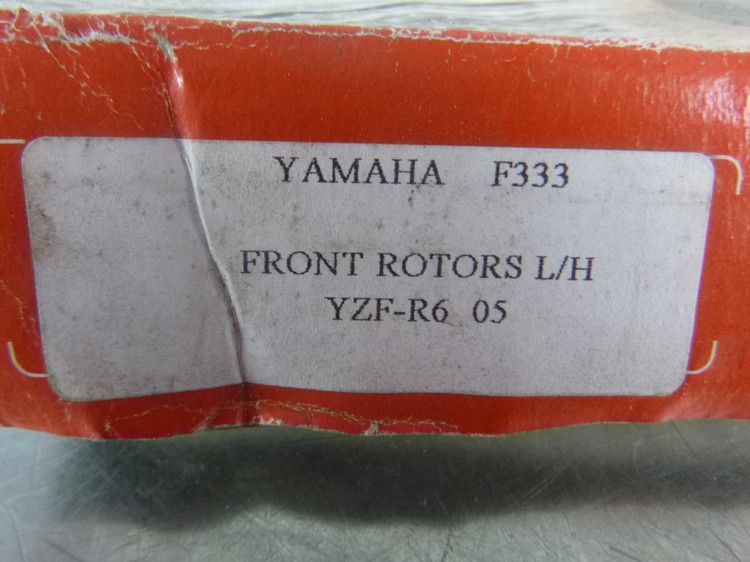 YAMAHA F333
FRONT ROTORS L/H
YZF-R6 05